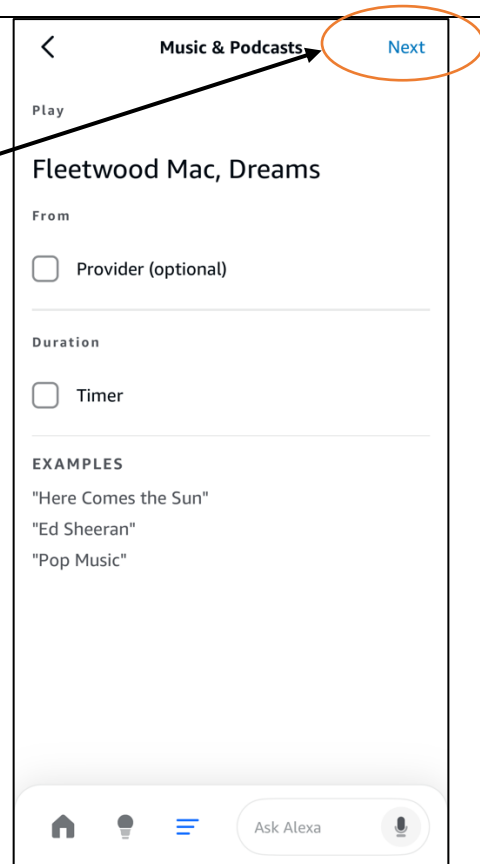 Music & Podcasts
Next
Play
Fleetwood Mac, Dreams
From
Provider (optional)
Duration
Timer
EXAMPLES
"Here Comes the Sun"
"Ed Sheeran"
"Pop Music"
Ask Alexa